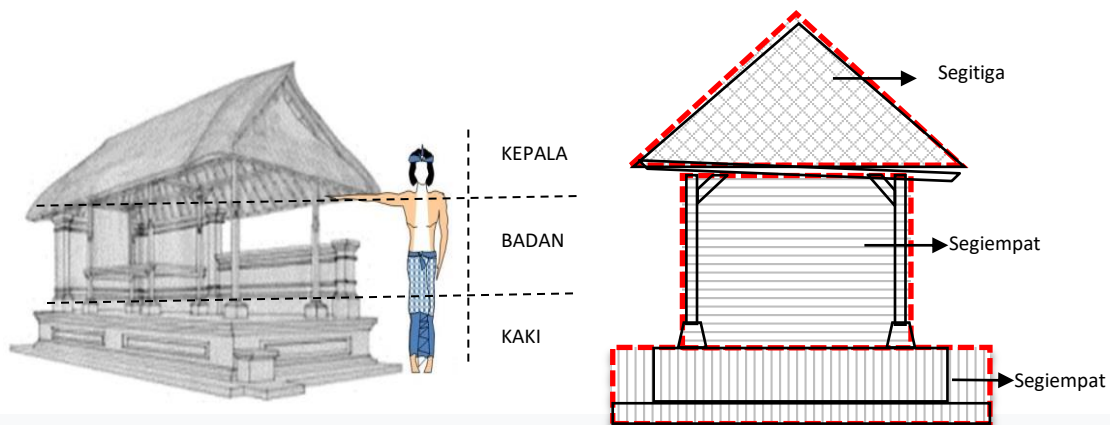 KEPALA
BADAN
KAKI
Segitiga
Segiempat
Segiempat